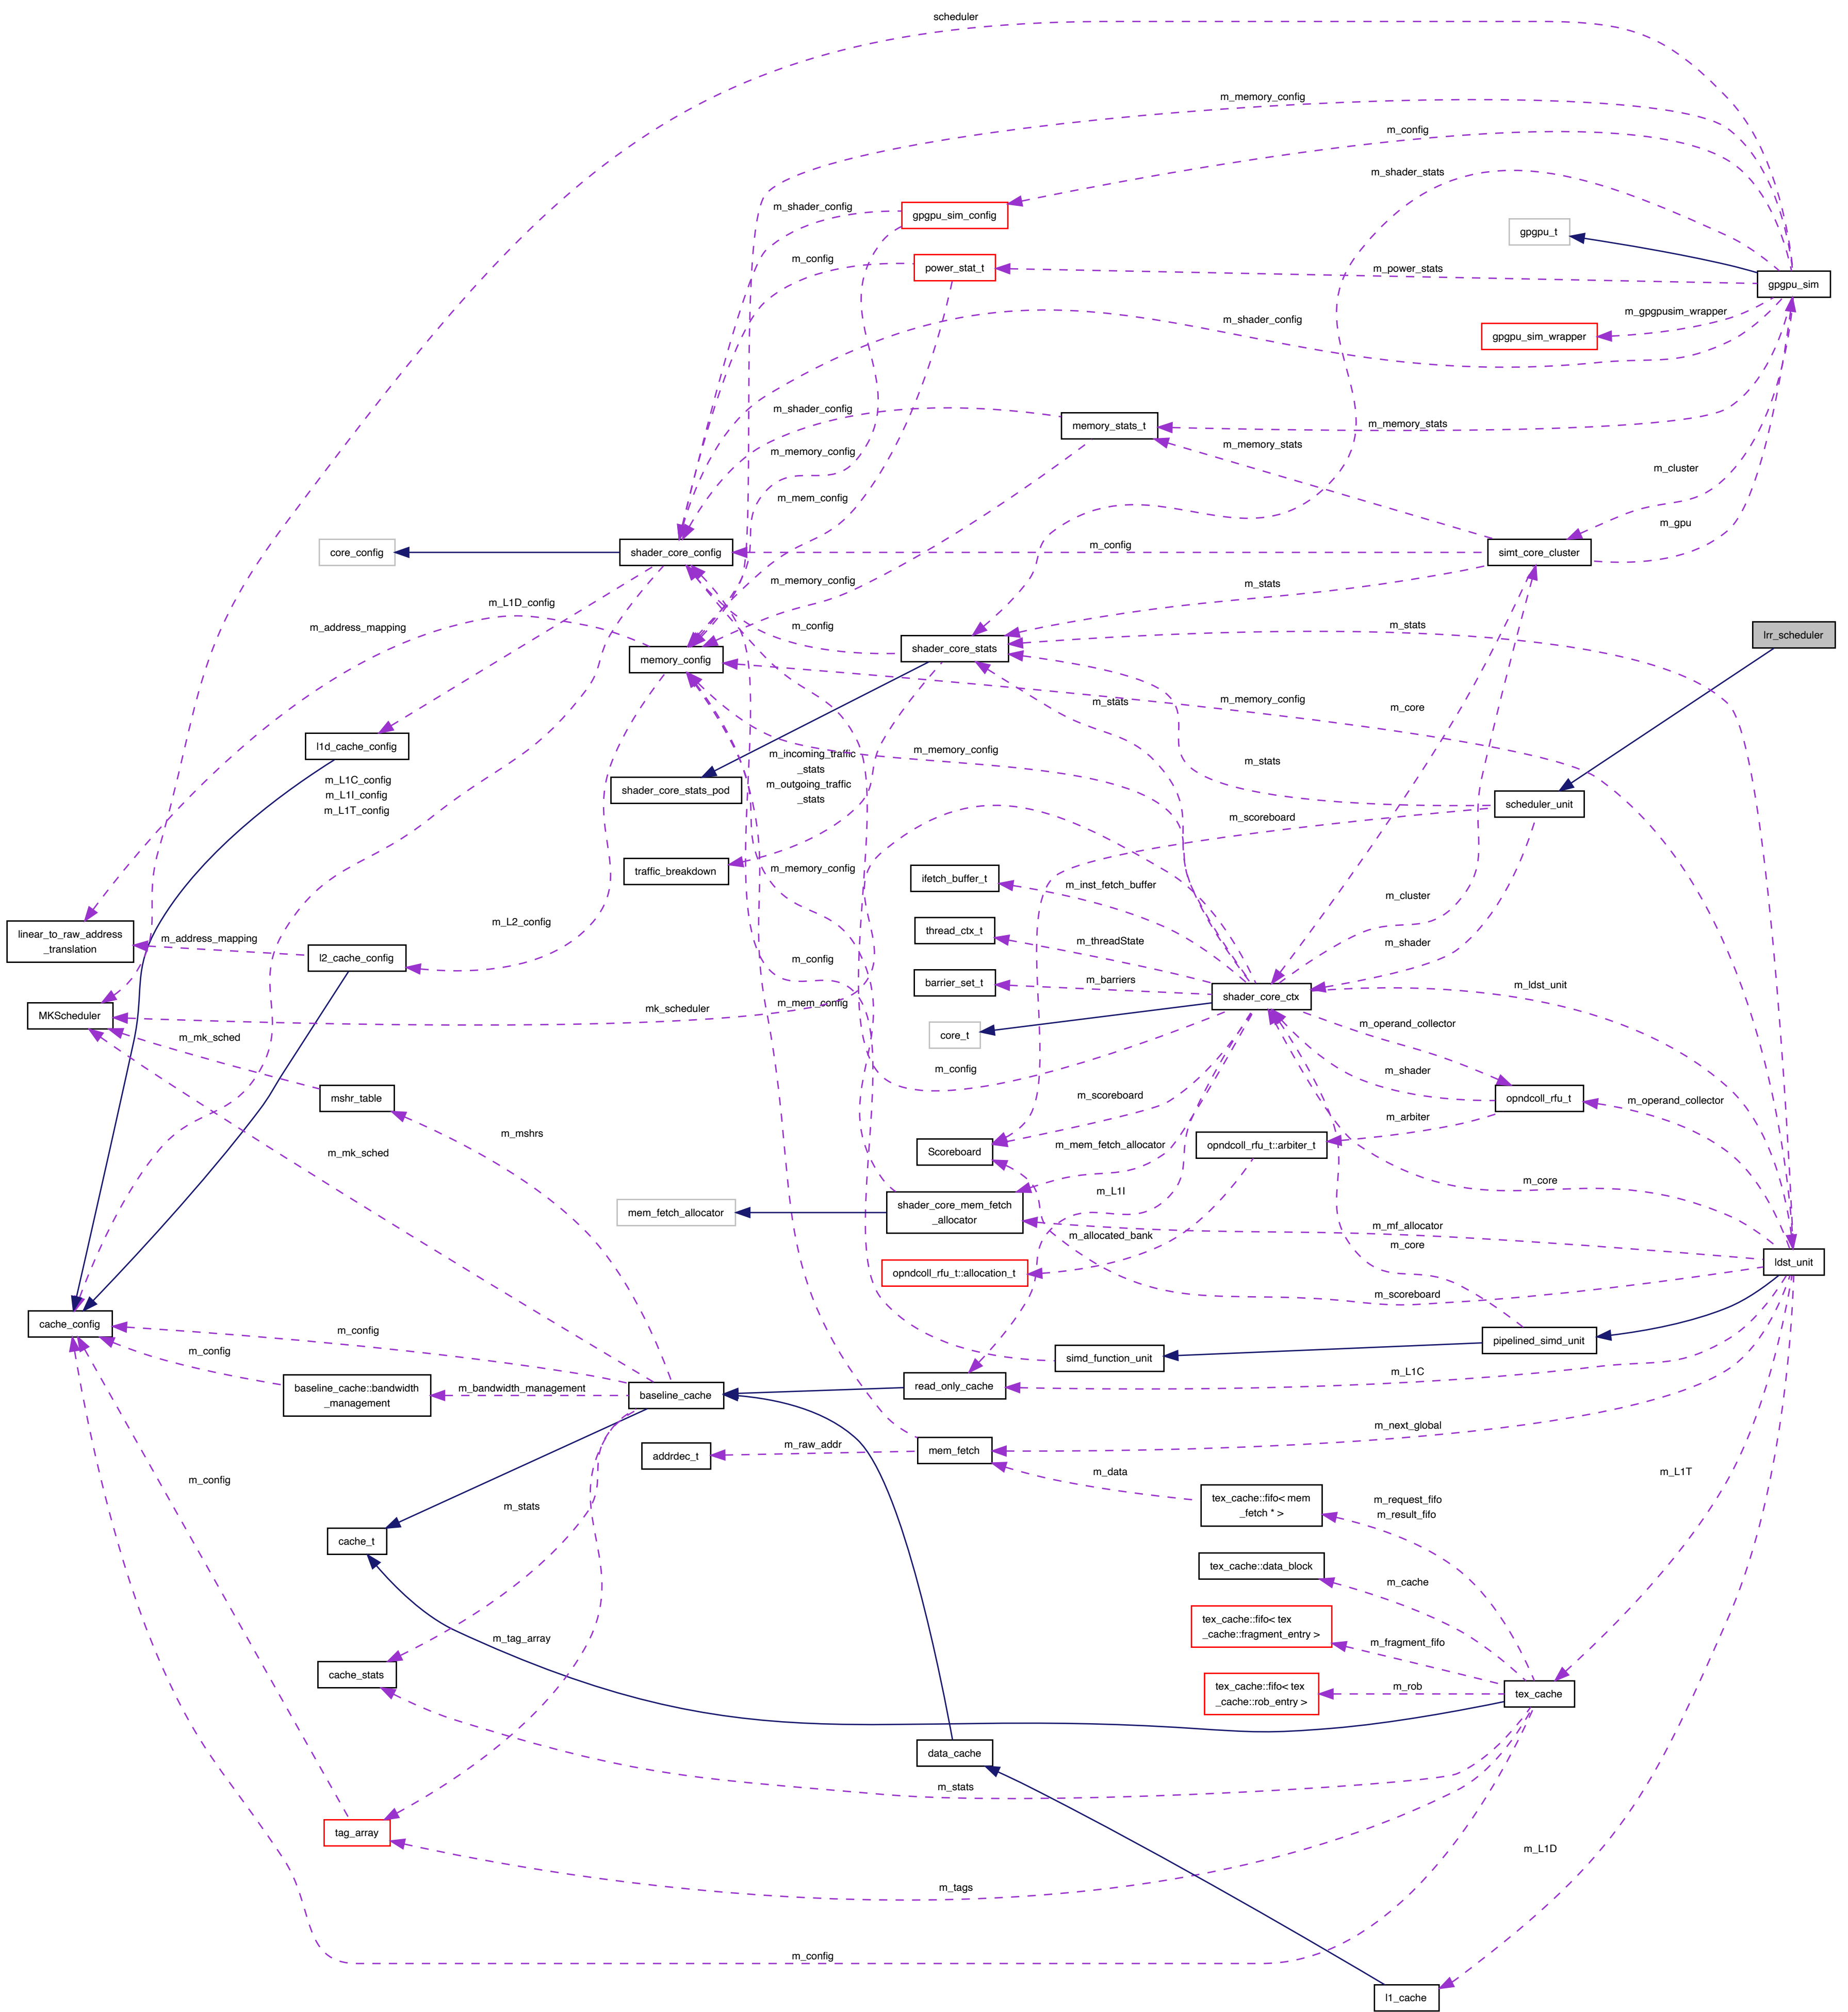 scheduler
m_memory_config
m_config
m_shader_stats
m_shader_config
gpgpu_sim_config
gpgpu_t
m_config
power_stat_t
m_power_stats
gpgpu_sim
m_gpgpusim_wrapper
m_shader_config
gpgpu_sim_wrapper
m_shader_config
memory_stats_t
m_memory_stats
m_memory_stats
m_memory_config
m_cluster
m_mem_config
m_gpu
core_config
shader_core_config
m_config
simt_core_cluster
m_memory_config
m_stats
m_L1D_config
m_address_mapping
m_config
m_stats
lrr_scheduler
shader_core_stats
memory_config
m_stats
m_memory_config
m_core
l1d_cache_config
m_incoming_traffic
_stats
m_outgoing_traffic
_stats
m_memory_config
m_stats
m_L1C_config
m_L1I_config
m_L1T_config
shader_core_stats_pod
scheduler_unit
m_scoreboard
traffic_breakdown
m_memory_config
ifetch_buffer_t
m_inst_fetch_buffer
m_cluster
m_L2_config
linear_to_raw_address
_translation
m_address_mapping
thread_ctx_t
m_threadState
m_shader
l2_cache_config
m_config
barrier_set_t
m_barriers
m_ldst_unit
shader_core_ctx
MKScheduler
mk_scheduler
m_mem_config
core_t
m_operand_collector
m_mk_sched
m_config
m_shader
mshr_table
m_scoreboard
opndcoll_rfu_t
m_operand_collector
m_arbiter
m_mshrs
m_mk_sched
Scoreboard
m_mem_fetch_allocator
opndcoll_rfu_t::arbiter_t
m_core
m_L1I
mem_fetch_allocator
shader_core_mem_fetch
_allocator
m_mf_allocator
m_allocated_bank
m_core
ldst_unit
opndcoll_rfu_t::allocation_t
m_scoreboard
cache_config
m_config
m_config
simd_function_unit
pipelined_simd_unit
m_L1C
baseline_cache::bandwidth
_management
m_bandwidth_management
baseline_cache
read_only_cache
m_next_global
addrdec_t
m_raw_addr
mem_fetch
m_config
m_data
m_L1T
m_stats
tex_cache::fifo< mem
_fetch * >
m_request_fifo
m_result_fifo
cache_t
tex_cache::data_block
m_cache
tex_cache::fifo< tex
_cache::fragment_entry >
m_tag_array
m_fragment_fifo
cache_stats
tex_cache::fifo< tex
_cache::rob_entry >
m_rob
tex_cache
data_cache
m_stats
tag_array
m_L1D
m_tags
m_config
l1_cache